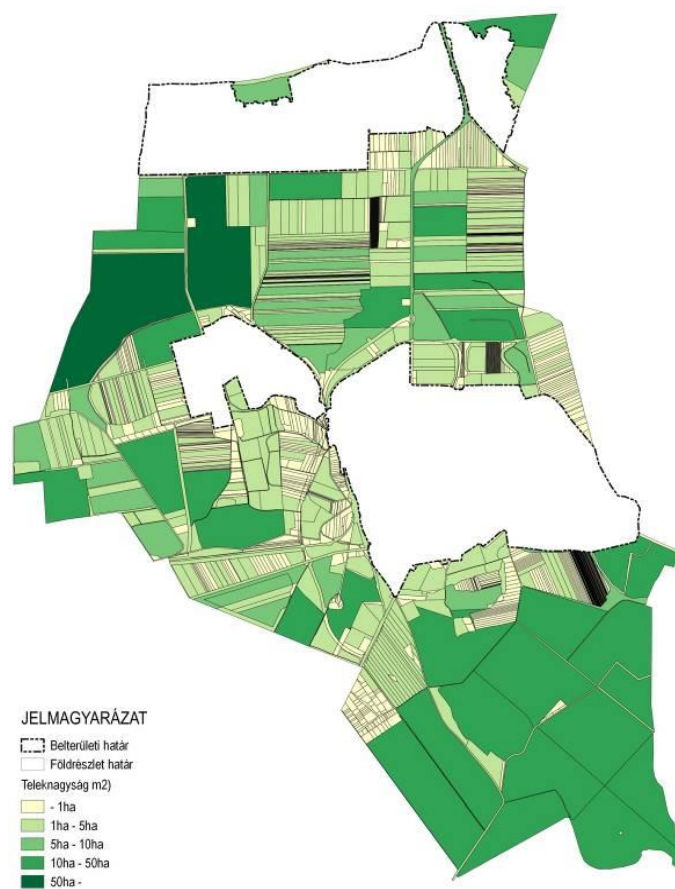 JELMAGYARÁZAT
Belterületi határ
Földrészlet határ
Teleknagyság m2)
- 1ha
1ha - 5ha
5ha - 10ha
10ha - 50ha
50ha -